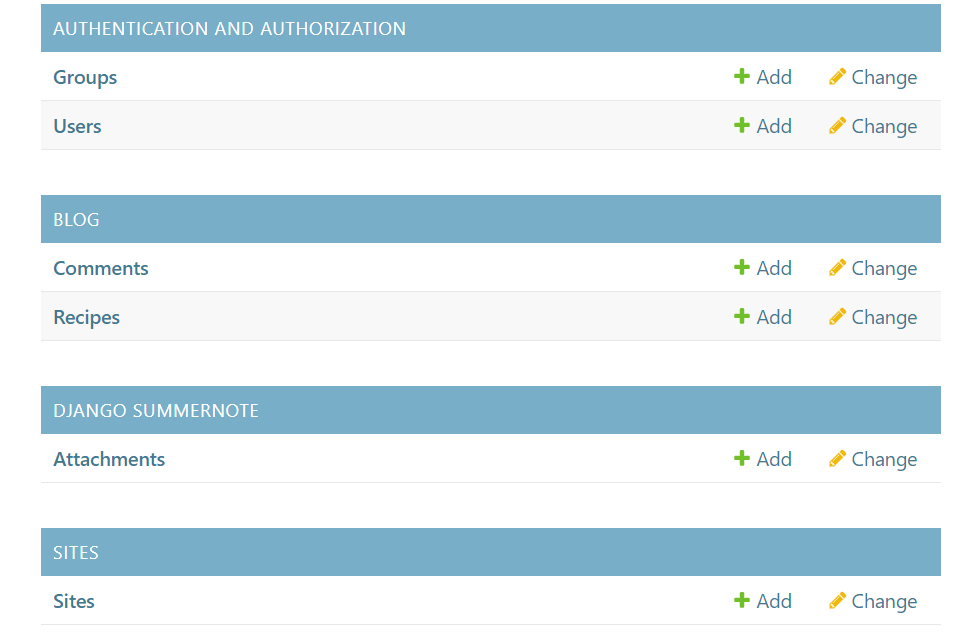 AUTHENTICATION AND AUTHORIZATION
Groups Add Change
Users Add Change
BLOG
Comments Add Change
Recipes Add Change
DJANGO SUMMERNOTE
Attachments Add Change
SITES
Sites Add Change